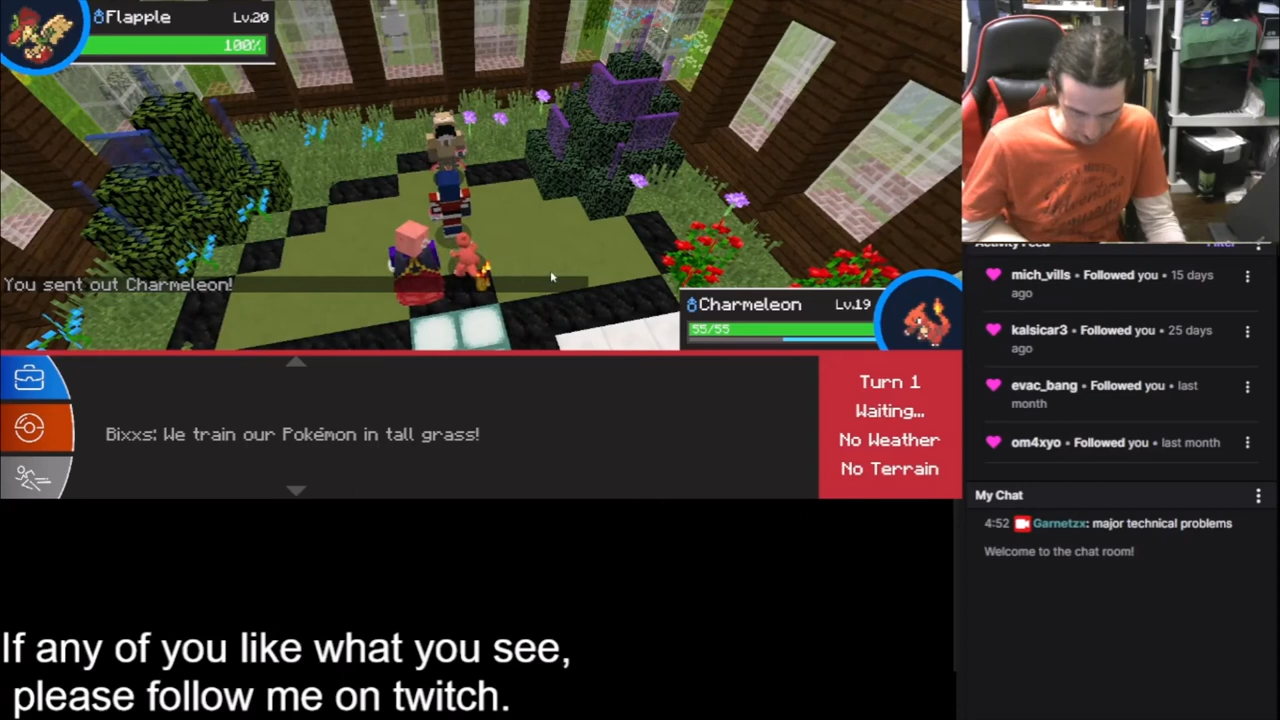 Flapple Lv.20
100%
You sent out Charmeleon!
Charmeleon Lv.19
55/55
Bixxs: We train our Pokémon in tall grass!
Turn 1
Waiting...
No Weather
No Terrain
If any of you like what you see,
please follow me on twitch.
Activity Feed Filter
mich_vills • Followed you • 15 days
ago
kalsicar3 • Followed you • 25 days
ago
evac_bang • Followed you • last
month
om4xyo • Followed you • last month
My Chat
4:52 Garnetzx: major technical problems
Welcome to the chat room!